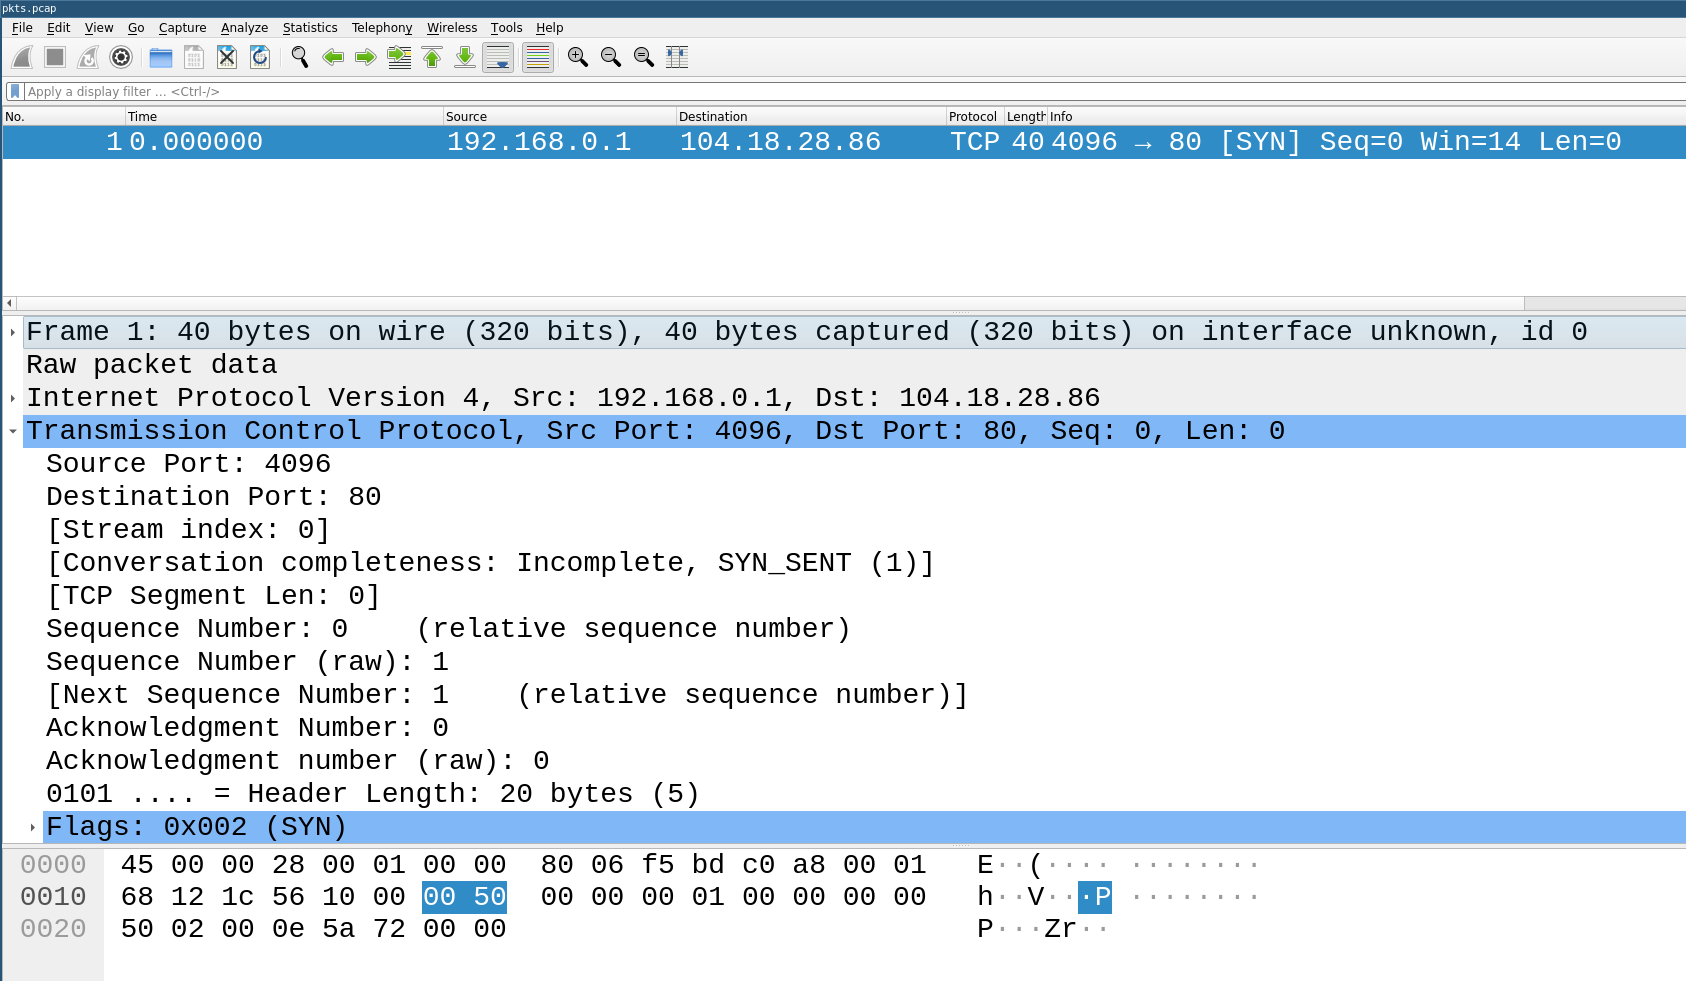 pkts.pcap
File Edit View Go Capture Analyze Statistics Telephony Wireless Tools Help
Apply a display filter … <Ctrl-/>
No. Time Source Destination Protocol Length Info
1 0.000000 192.168.0.1 104.18.28.86 TCP 40 4096 → 80 [SYN] Seq=0 Win=14 Len=0
Frame 1: 40 bytes on wire (320 bits), 40 bytes captured (320 bits) on interface unknown, id 0
Raw packet data
Internet Protocol Version 4, Src: 192.168.0.1, Dst: 104.18.28.86
Transmission Control Protocol, Src Port: 4096, Dst Port: 80, Seq: 0, Len: 0
Source Port: 4096
Destination Port: 80
[Stream index: 0]
[Conversation completeness: Incomplete, SYN_SENT (1)]
[TCP Segment Len: 0]
Sequence Number: 0    (relative sequence number)
Sequence Number (raw): 1
[Next Sequence Number: 1    (relative sequence number)]
Acknowledgment Number: 0
Acknowledgment number (raw): 0
0101 .... = Header Length: 20 bytes (5)
Flags: 0x002 (SYN)
0000 45 00 00 28 00 01 00 00 80 06 f5 bd c0 a8 00 01 E··(···· ········
0010 68 12 1c 56 10 00 00 50 00 00 00 01 00 00 00 00 h··V···P ········
0020 50 02 00 0e 5a 72 00 00 P···Zr··